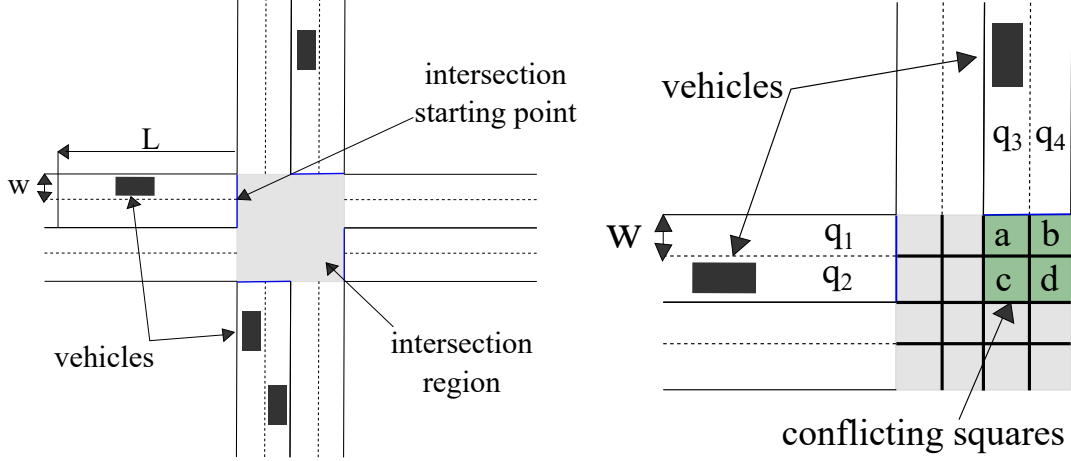 intersection
starting point
L
w
vehicles
intersection
region
vehicles
q3 q4
w
q1
q2
a b
c d
conflicting squares